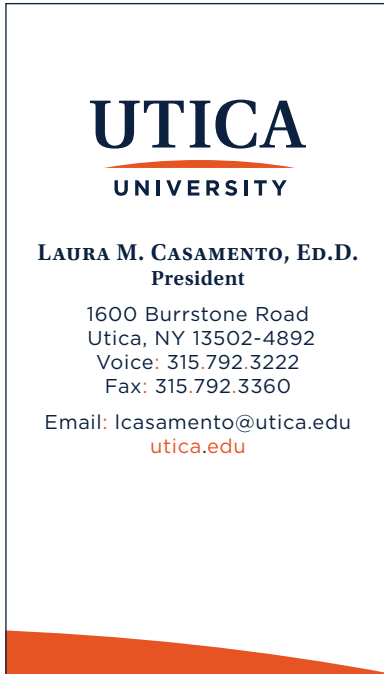 UTICA
UNIVERSITY
Laura M. Casamento, Ed.D.
President
1600 Burrstone Road
Utica, NY 13502-4892
Voice: 315.792.3222
Fax: 315.792.3360
Email: lcasamento@utica.edu
utica.edu